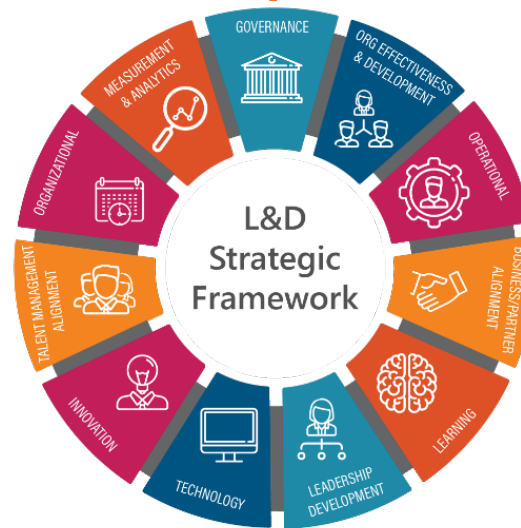 GOVERNANCE
ORG EFFECTIVENESS
& DEVELOPMENT
OPERATIONAL
BUSINESS/PARTNER
ALIGNMENT
LEARNING
LEADERSHIP
DEVELOPMENT
TECHNOLOGY
INNOVATION
TALENT MANAGEMENT
ALIGNMENT
ORGANIZATIONAL
MEASUREMENT
& ANALYTICS
L&D
Strategic
Framework